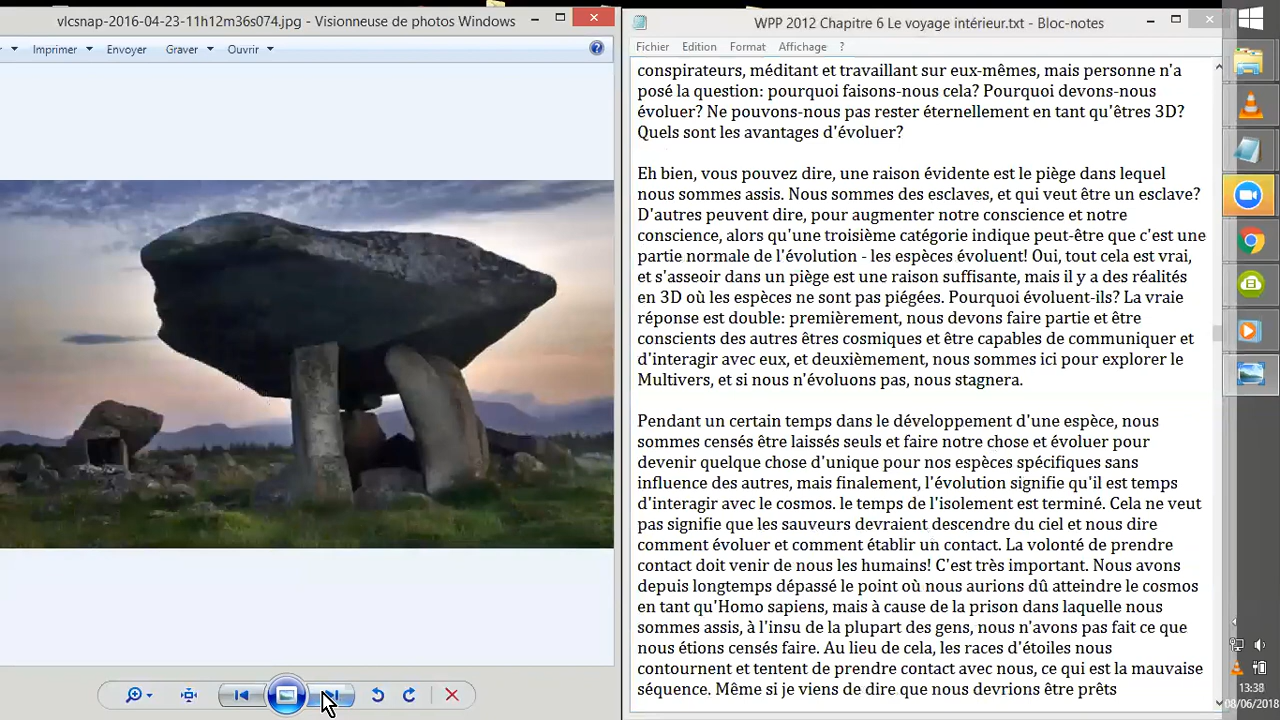 vlcsnap-2016-04-23-11h12m36s074.jpg - Visionneuse de photos Windows
Imprimer Envoyer Graver Ouvrir
WPP 2012 Chapitre 6 Le voyage intérieur.txt - Bloc-notes
Fichier Edition Format Affichage ?
conspirateurs, méditant et travaillant sur eux-mêmes, mais personne n'a
posé la question: pourquoi faisons-nous cela? Pourquoi devons-nous
évoluer? Ne pouvons-nous pas rester éternellement en tant qu'êtres 3D?
Quels sont les avantages d'évoluer?
Eh bien, vous pouvez dire, une raison évidente est le piège dans lequel
nous sommes assis. Nous sommes des esclaves, et qui veut être un esclave?
D'autres peuvent dire, pour augmenter notre conscience et notre
conscience, alors qu'une troisième catégorie indique peut-être que c'est une
partie normale de l'évolution - les espèces évoluent! Oui, tout cela est vrai,
et s'asseoir dans un piège est une raison suffisante, mais il y a des réalités
en 3D où les espèces ne sont pas piégées. Pourquoi évoluent-ils? La vraie
réponse est double: premièrement, nous devons faire partie et être
conscients des autres êtres cosmiques et être capables de communiquer et
d'interagir avec eux, et deuxièmement, nous sommes ici pour explorer le
Multivers, et si nous n'évoluons pas, nous stagnera.
Pendant un certain temps dans le développement d'une espèce, nous
sommes censés être laissés seuls et faire notre chose et évoluer pour
devenir quelque chose d'unique pour nos espèces spécifiques sans
influence des autres, mais finalement, l'évolution signifie qu'il est temps
d'interagir avec le cosmos. le temps de l'isolement est terminé. Cela ne veut
pas signifie que les sauveurs devraient descendre du ciel et nous dire
comment évoluer et comment établir un contact. La volonté de prendre
contact doit venir de nous les humains! C'est très important. Nous avons
depuis longtemps dépassé le point où nous aurions dû atteindre le cosmos
en tant qu'Homo sapiens, mais à cause de la prison dans laquelle nous
sommes assis, à l'insu de la plupart des gens, nous n'avons pas fait ce que
nous étions censés faire. Au lieu de cela, les races d'étoiles nous
contournent et tentent de prendre contact avec nous, ce qui est la mauvaise
séquence. Même si je viens de dire que nous devrions être prêts
13:38
08/06/2018